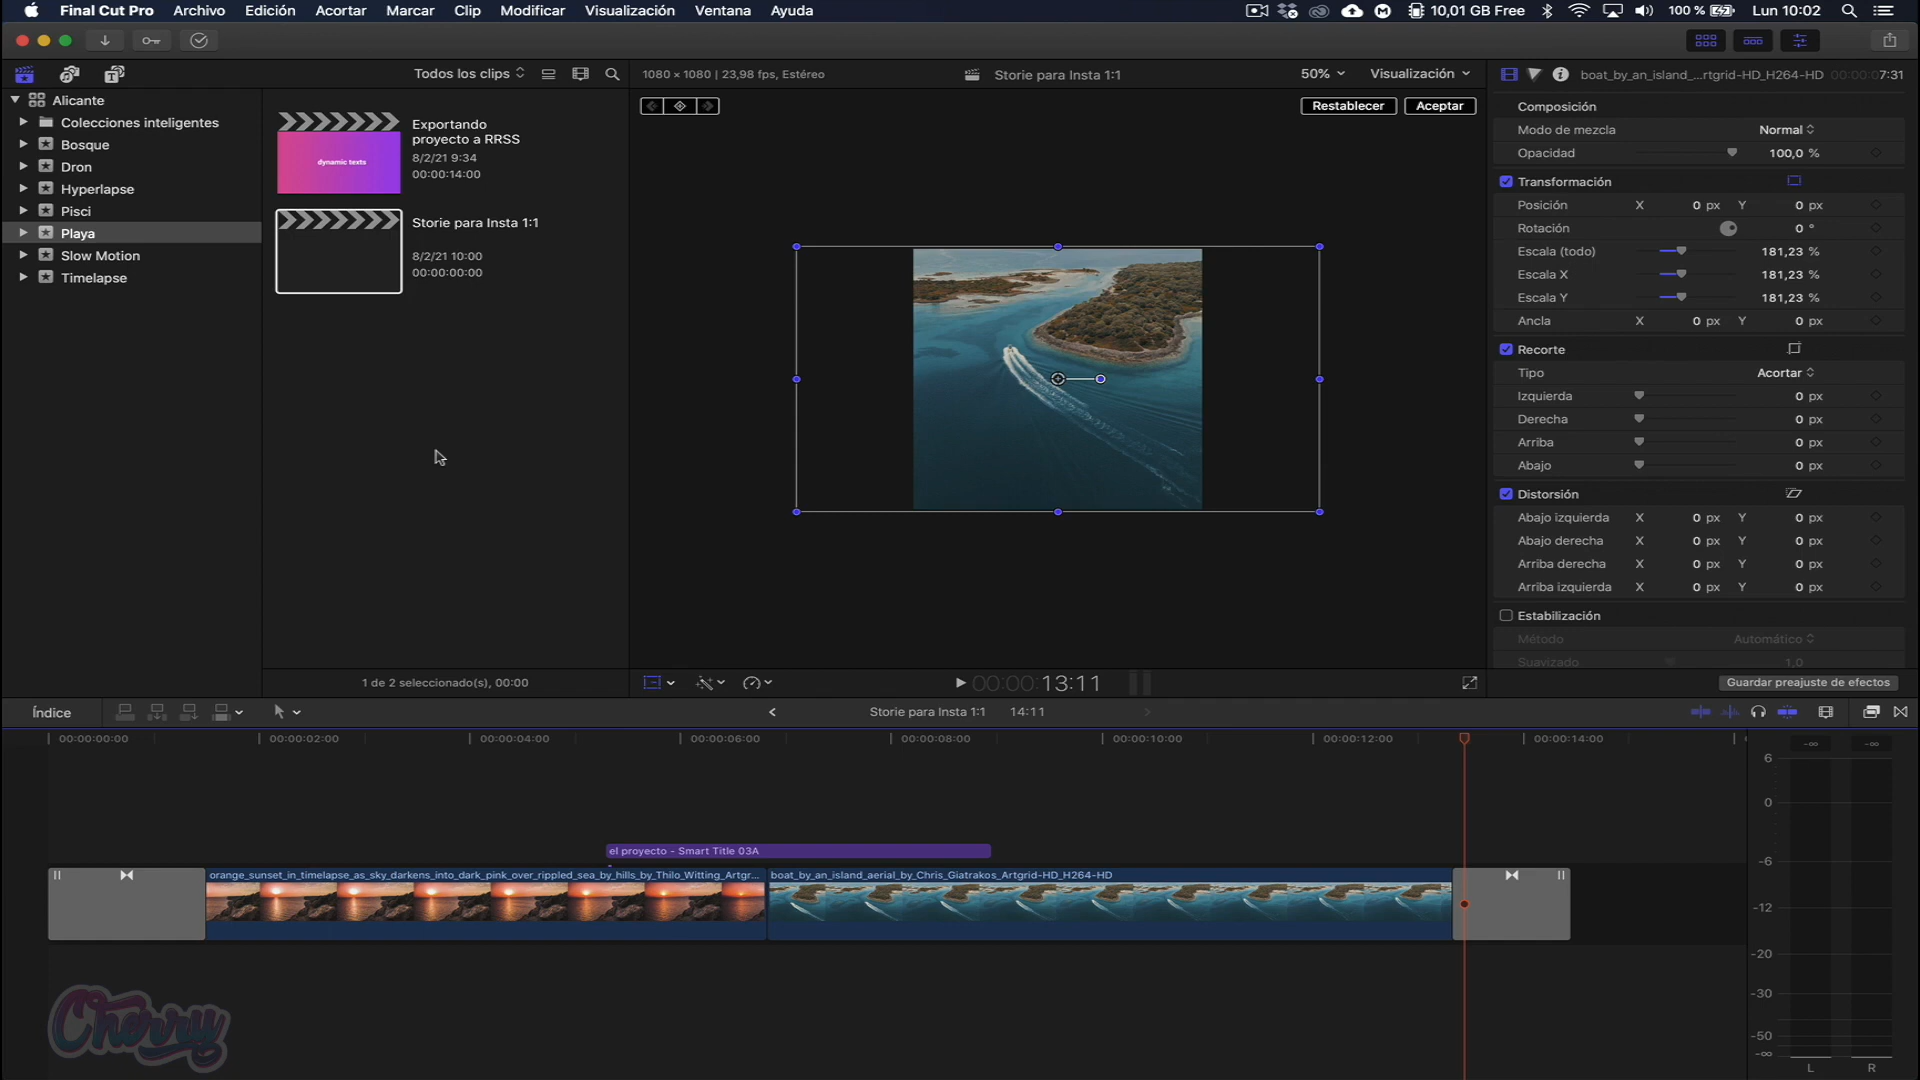 Final Cut Pro Archivo Edición Acortar Marcar Clip Modificar Visualización Ventana Ayuda 10,01 GB Free 100 % Lun 10:02
Todos los clips
1080 × 1080 | 23,98 fps, Estéreo
Storie para Insta 1:1
50% Visualización
boat_by_an_island_...rtgrid-HD_H264-HD 00:00:07:31
Alicante
Colecciones inteligentes
Bosque
Dron
Hyperlapse
Pisci
Playa
Slow Motion
Timelapse
dynamic texts
Exportando
proyecto a RRSS
8/2/21 9:34
00:00:14:00
Storie para Insta 1:1
8/2/21 10:00
00:00:00:00
1 de 2 seleccionado(s), 00:00
Restablecer Aceptar
00:00:00:13:11
Composición
Modo de mezcla Normal
Opacidad 100,0 %
Transformación
Posición X 0 px Y 0 px
Rotación 0 °
Escala (todo) 181,23 %
Escala X 181,23 %
Escala Y 181,23 %
Ancla X 0 px Y 0 px
Recorte
Tipo Acortar
Izquierda 0 px
Derecha 0 px
Arriba 0 px
Abajo 0 px
Distorsión
Abajo izquierda X 0 px Y 0 px
Abajo derecha X 0 px Y 0 px
Arriba derecha X 0 px Y 0 px
Arriba izquierda X 0 px Y 0 px
Estabilización
Método Automático
Suavizado 1,0
Guardar preajuste de efectos
Índice
Storie para Insta 1:1 14:11
00:00:00:00 00:00:02:00 00:00:04:00 00:00:06:00 00:00:08:00 00:00:10:00 00:00:12:00 00:00:14:00
el proyecto - Smart Title 03A
orange_sunset_in_timelapse_as_sky_darkens_into_dark_pink_over_rippled_sea_by_hills_by_Thilo_Witting_Artgr...
boat_by_an_island_aerial_by_Chris_Giatrakos_Artgrid-HD_H264-HD
-∞ -∞
6
0
-6
-12
-20
-30
-50
-∞
L R
Cherry